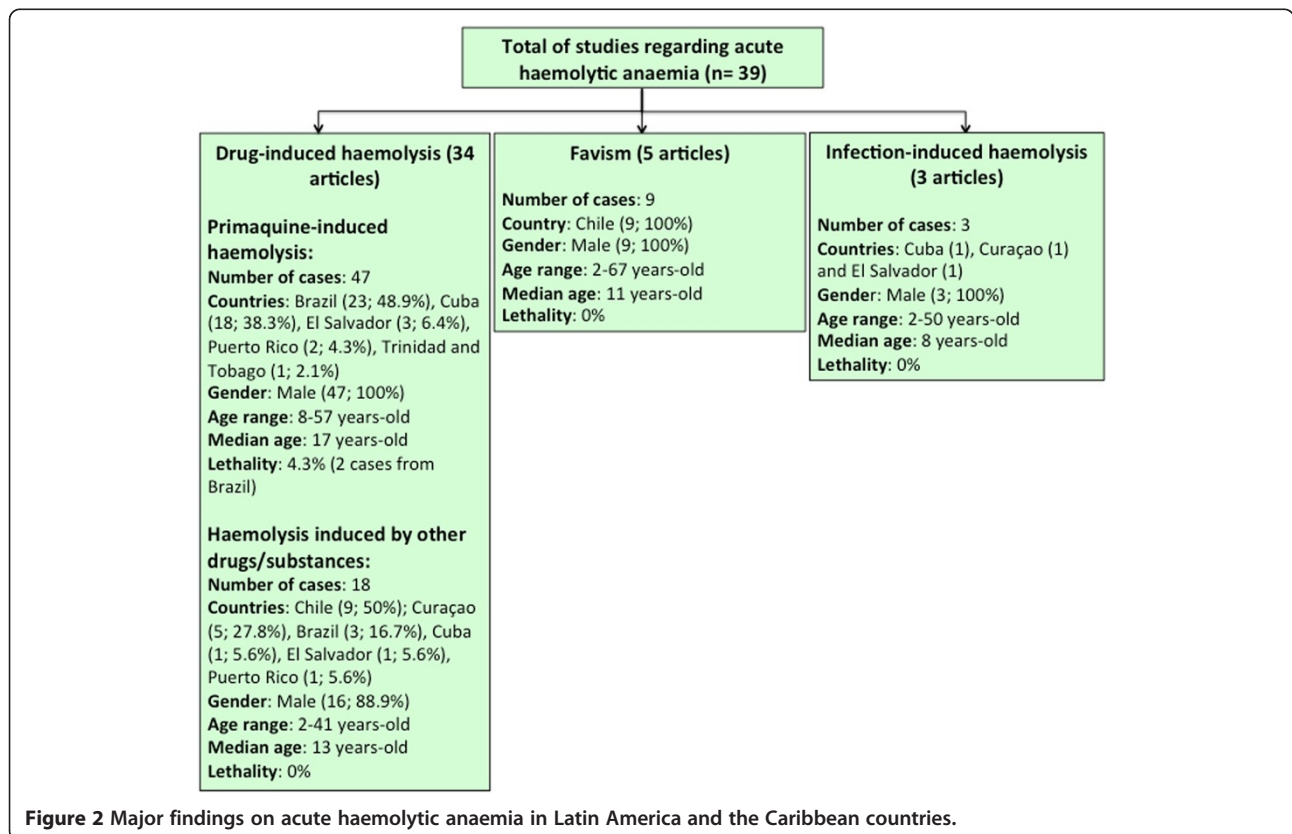 Total of studies regarding acute
haemolytic anaemia (n= 39)
Drug-induced haemolysis (34
articles)
Primaquine-induced
haemolysis:
Number of cases: 47
Countries: Brazil (23; 48.9%), Cuba
(18; 38.3%), El Salvador (3; 6.4%),
Puerto Rico (2; 4.3%), Trinidad and
Tobago (1; 2.1%)
Gender: Male (47; 100%)
Age range: 8-57 years-old
Median age: 17 years-old
Lethality: 4.3% (2 cases from
Brazil)
Haemolysis induced by other
drugs/substances:
Number of cases: 18
Countries: Chile (9; 50%); Curaçao
(5; 27.8%), Brazil (3; 16.7%), Cuba
(1; 5.6%), El Salvador (1; 5.6%),
Puerto Rico (1; 5.6%)
Gender: Male (16; 88.9%)
Age range: 2-41 years-old
Median age: 13 years-old
Lethality: 0%
Favism (5 articles)
Number of cases: 9
Country: Chile (9; 100%)
Gender: Male (9; 100%)
Age range: 2-67 years-old
Median age: 11 years-old
Lethality: 0%
Infection-induced haemolysis
(3 articles)
Number of cases: 3
Countries: Cuba (1), Curaçao (1)
and El Salvador (1)
Gender: Male (3; 100%)
Age range: 2-50 years-old
Median age: 8 years-old
Lethality: 0%
Figure 2 Major findings on acute haemolytic anaemia in Latin America and the Caribbean countries.